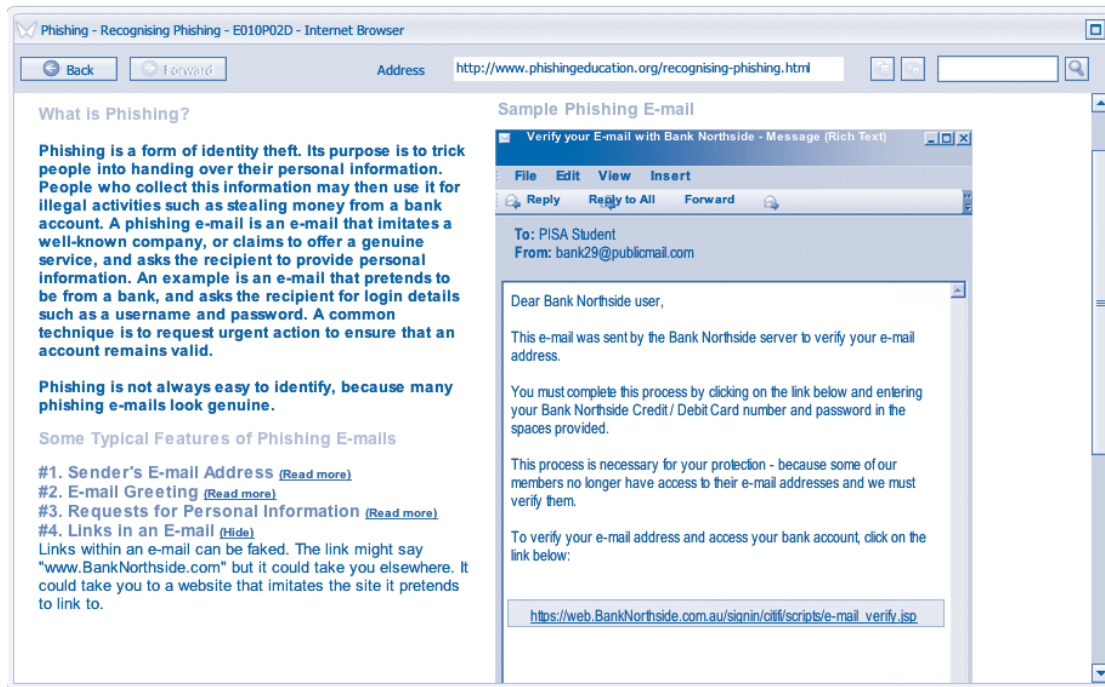 Phishing - Recognising Phishing - E010P02D - Internet Browser
Back
Forward
Address
http://www.phishingeducation.org/recognising-phishing.html
What is Phishing?
Phishing is a form of identity theft. Its purpose is to trick
people into handing over their personal information.
People who collect this information may then use it for
illegal activities such as stealing money from a bank
account. A phishing e-mail is an e-mail that imitates a
well-known company, or claims to offer a genuine
service, and asks the recipient to provide personal
information. An example is an e-mail that pretends to
be from a bank, and asks the recipient for login details
such as a username and password. A common
technique is to request urgent action to ensure that an
account remains valid.
Phishing is not always easy to identify, because many
phishing e-mails look genuine.
Some Typical Features of Phishing E-mails
#1. Sender's E-mail Address (Read more)
#2. E-mail Greeting (Read more)
#3. Requests for Personal Information (Read more)
#4. Links in an E-mail (Hide)
Links within an e-mail can be faked. The link might say
"www.BankNorthside.com" but it could take you elsewhere. It
could take you to a website that imitates the site it pretends
to link to.
Sample Phishing E-mail
Verify your E-mail with Bank Northside - Message (Rich Text)
File Edit View Insert
Reply Reply to All Forward
To: PISA Student
From: bank29@publicmail.com
Dear Bank Northside user,
This e-mail was sent by the Bank Northside server to verify your e-mail
address.
You must complete this process by clicking on the link below and entering
your Bank Northside Credit / Debit Card number and password in the
spaces provided.
This process is necessary for your protection - because some of our
members no longer have access to their e-mail addresses and we must
verify them.
To verify your e-mail address and access your bank account, click on the
link below:
https://web.BankNorthside.com.au/signin/citifi/scripts/e-mail_verify.jsp